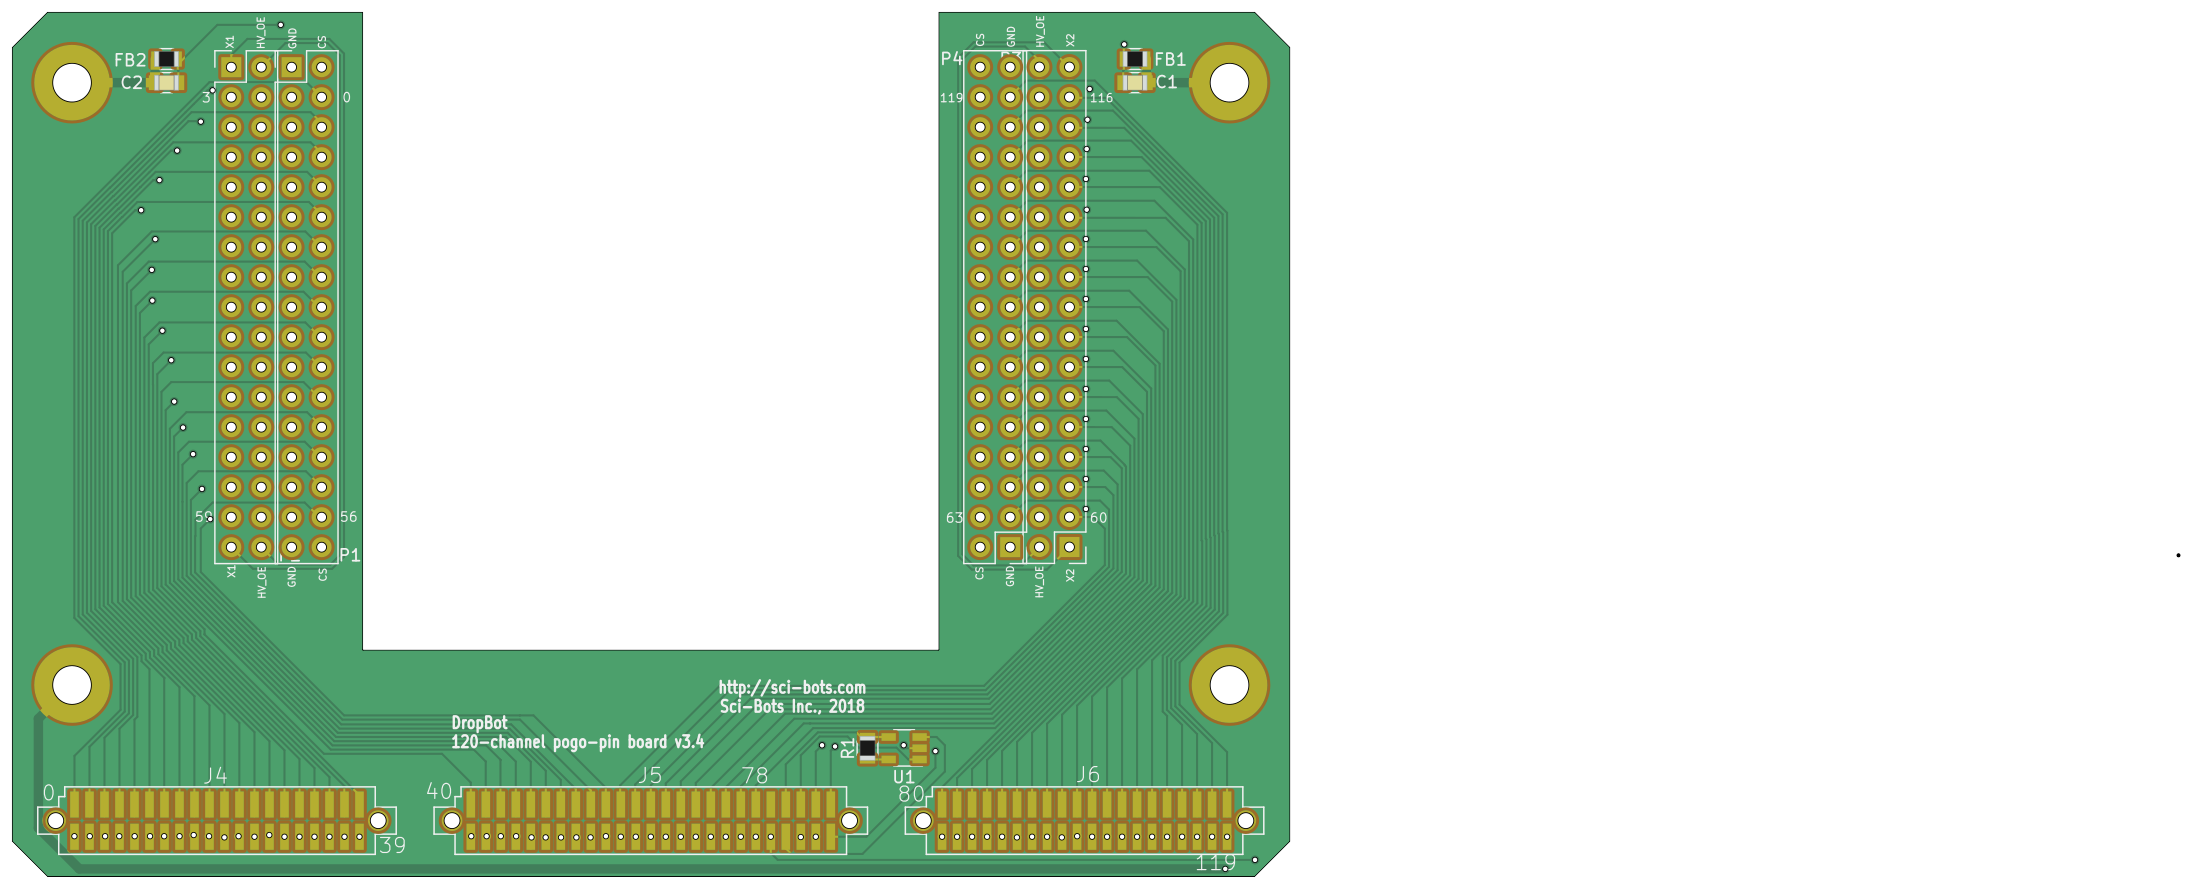 X1
HV_OE
GND
CS
CS
GND
HV_OE
X2
FB2
C2
P4
FB1
C1
3
0
119
116
59
56
63
60
P1
X1
HV_OE
GND
CS
CS
GND
HV_OE
X2
http://sci-bots.com
Sci-Bots Inc., 2018
DropBot
120-channel pogo-pin board v3.4
R1
U1
J4
J5
78
J6
0
40
80
39
119